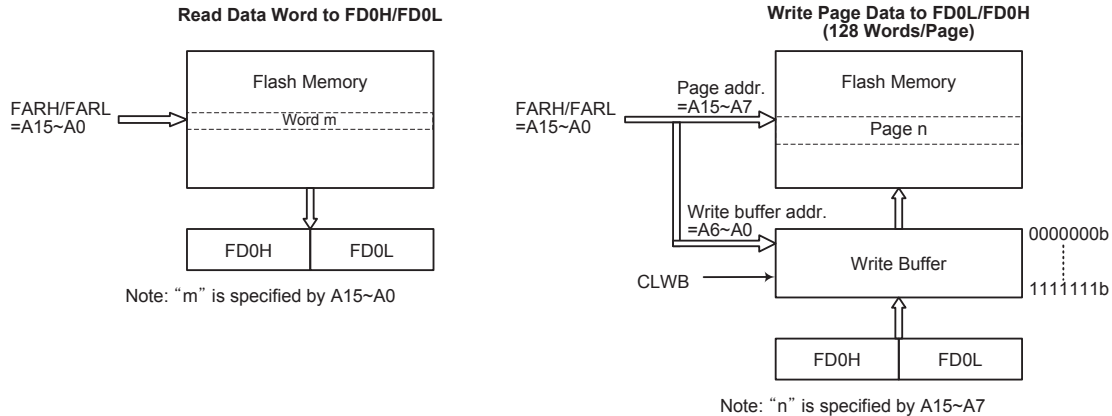 Read Data Word to FD0H/FD0L
FARH/FARL
=A15~A0
Flash Memory
Word m
FD0H
FD0L
Note: “m” is specified by A15~A0
Write Page Data to FD0L/FD0H
(128 Words/Page)
FARH/FARL
=A15~A0
Page addr.
=A15~A7
Flash Memory
Page n
Write buffer addr.
=A6~A0
CLWB
Write Buffer
0000000b
1111111b
FD0H
FD0L
Note: “n” is specified by A15~A7